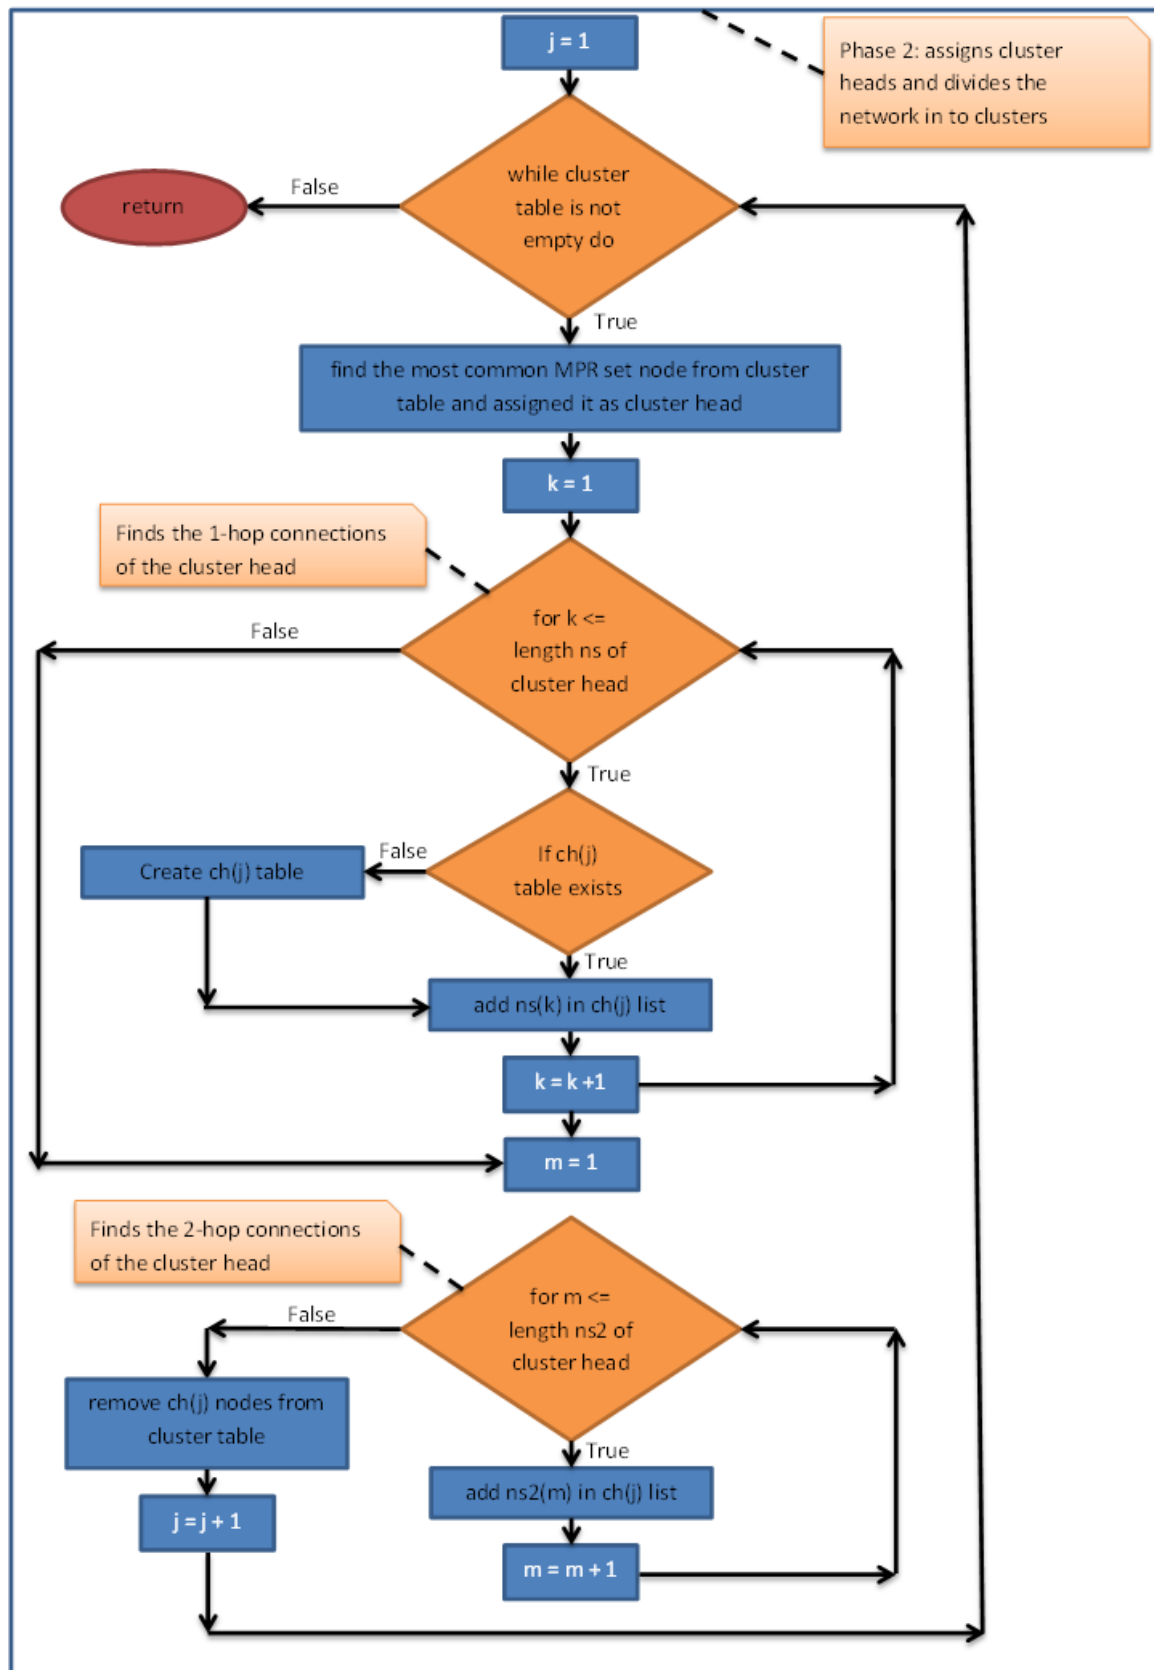 j = 1
Phase 2: assigns cluster
heads and divides the
network in to clusters
while cluster
table is not
empty do
False
return
True
find the most common MPR set node from cluster
table and assigned it as cluster head
k = 1
Finds the 1-hop connections
of the cluster head
for k <=
length ns of
cluster head
False
True
If ch(j)
table exists
False
Create ch(j) table
True
add ns(k) in ch(j) list
k = k +1
m = 1
Finds the 2-hop connections
of the cluster head
for m <=
length ns2 of
cluster head
False
remove ch(j) nodes from
cluster table
True
add ns2(m) in ch(j) list
j = j + 1
m = m + 1